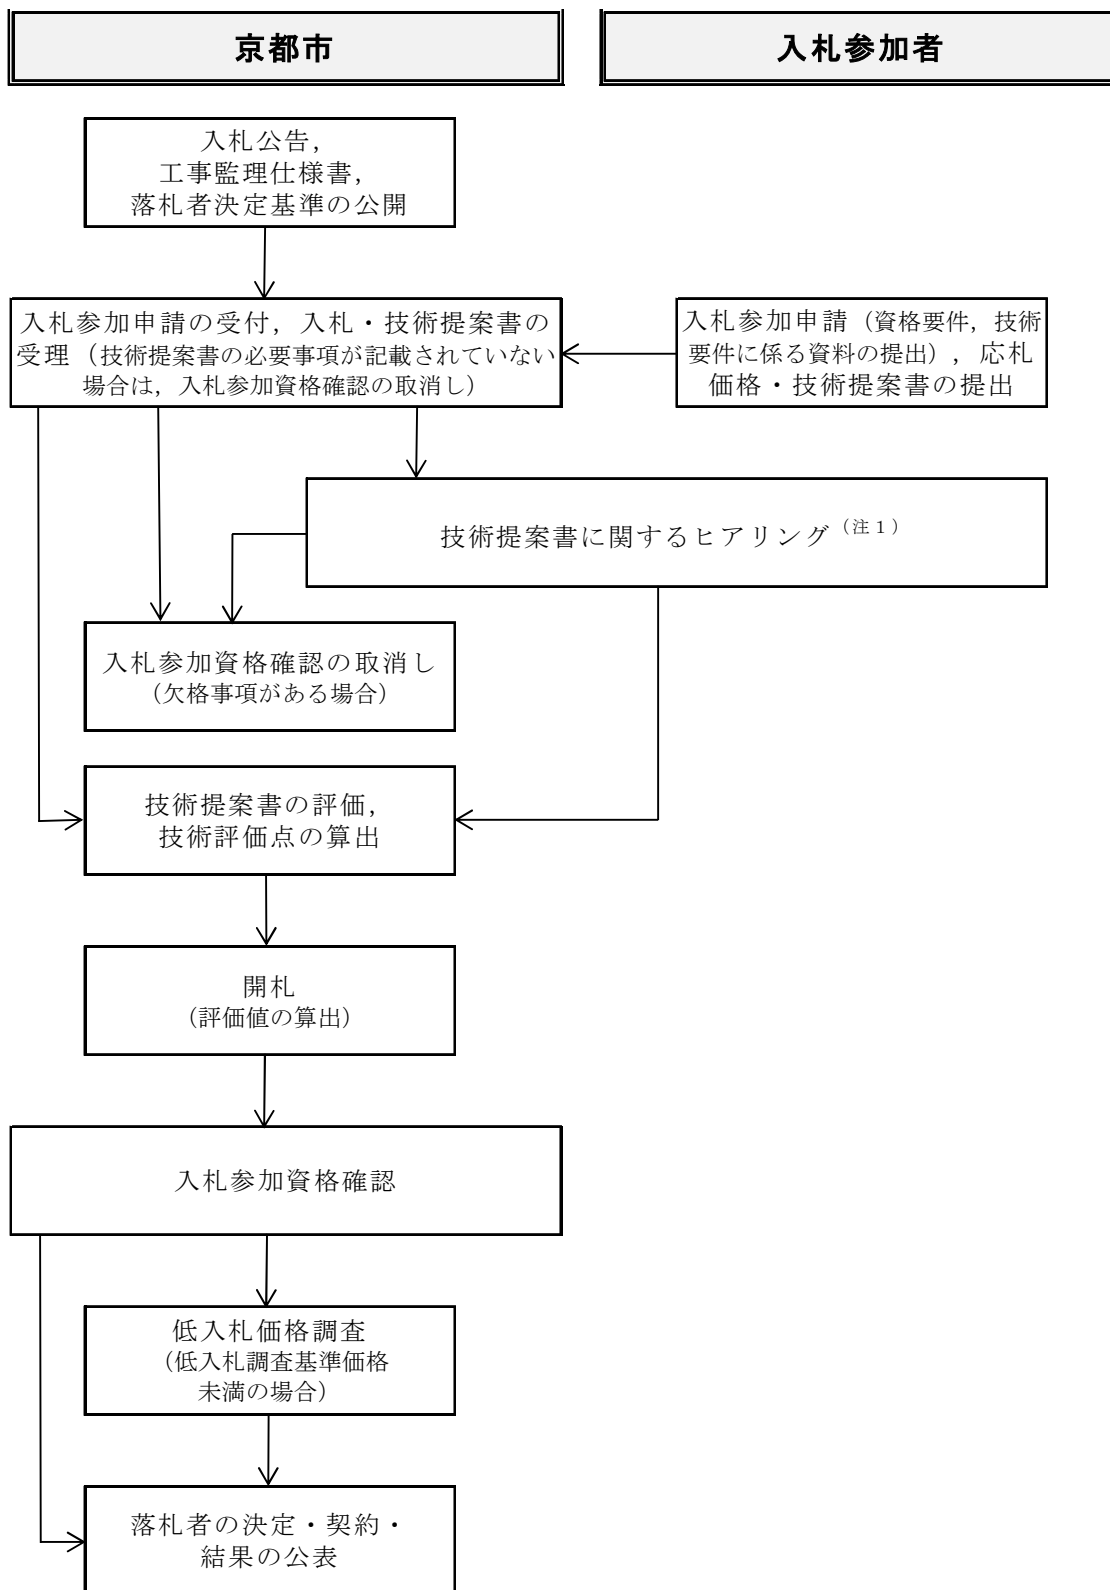 京都市
入札参加者
入札公告，
工事監理仕様書，
落札者決定基準の公開
入札参加申請の受付，入札・技術提案書の
受理（技術提案書の必要事項が記載されていない
場合は，入札参加資格確認の取消し）
入札参加申請（資格要件，技術
要件に係る資料の提出），応札
価格・技術提案書の提出
技術提案書に関するヒアリング（注１）
入札参加資格確認の取消し
（欠格事項がある場合）
技術提案書の評価，
技術評価点の算出
開札
（評価値の算出）
入札参加資格確認
低入札価格調査
（低入札調査基準価格
未満の場合）
落札者の決定・契約・
結果の公表